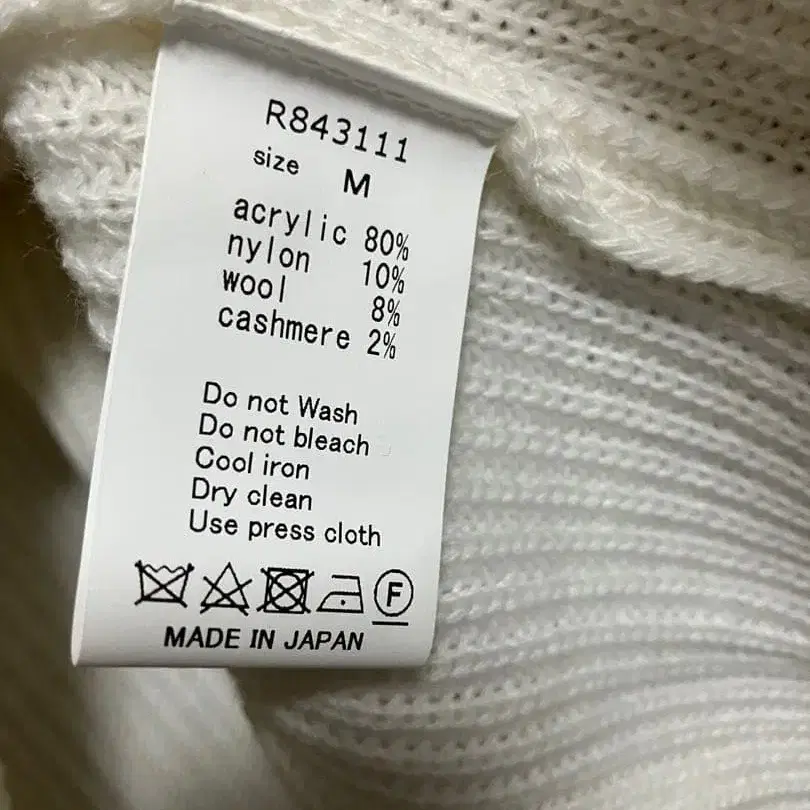 R843111
size M
acrylic 80%
nylon 10%
wool 8%
cashmere 2%
Do not Wash
Do not bleach
Cool iron
Dry clean
Use press cloth
F
MADE IN JAPAN